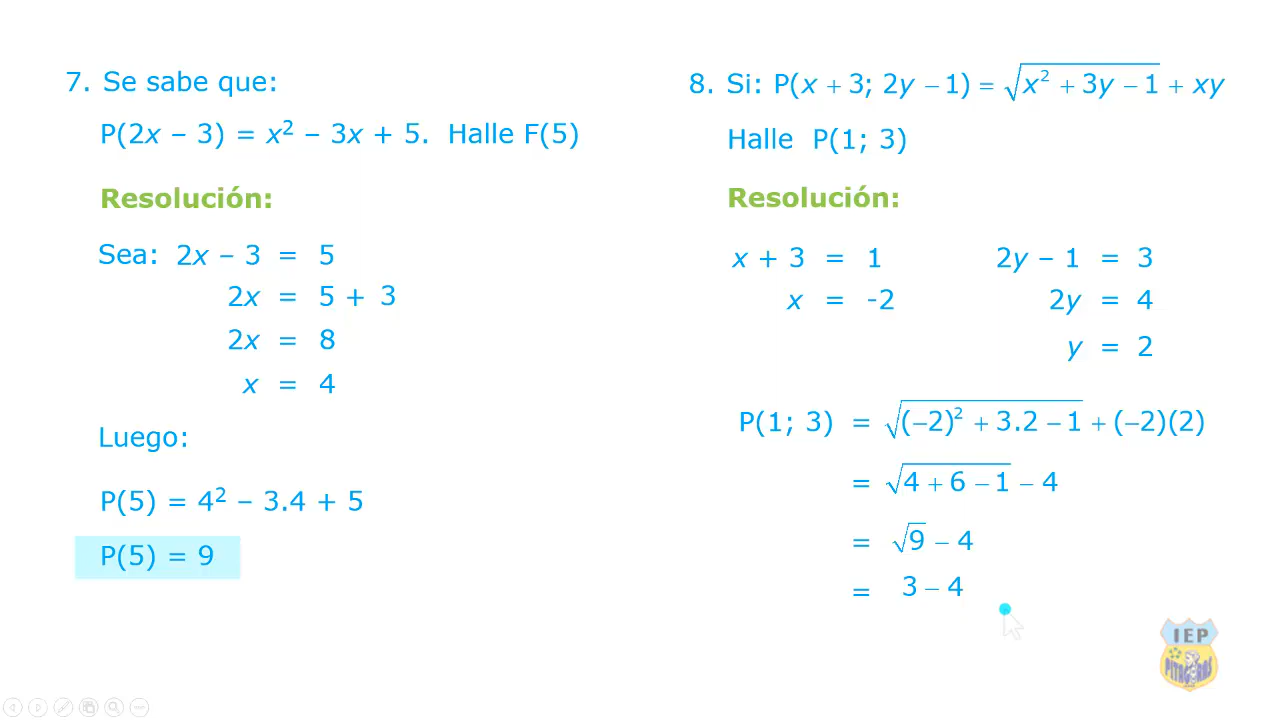 7. Se sabe que:
P(2x – 3) = x² – 3x + 5. Halle F(5)
Resolución:
Sea: 2x – 3 = 5
2x = 5 + 3
2x = 8
x = 4
Luego:
P(5) = 4² – 3.4 + 5
P(5) = 9
8. Si: P(x + 3; 2y – 1) = √(x² + 3y – 1) + xy
Halle P(1; 3)
Resolución:
x + 3 = 1 2y – 1 = 3
x = -2 2y = 4
y = 2
P(1; 3) = √((–2)² + 3.2 – 1) + (–2)(2)
= √(4 + 6 – 1) – 4
= √9 – 4
= 3 – 4
IEP
PITAGORAS